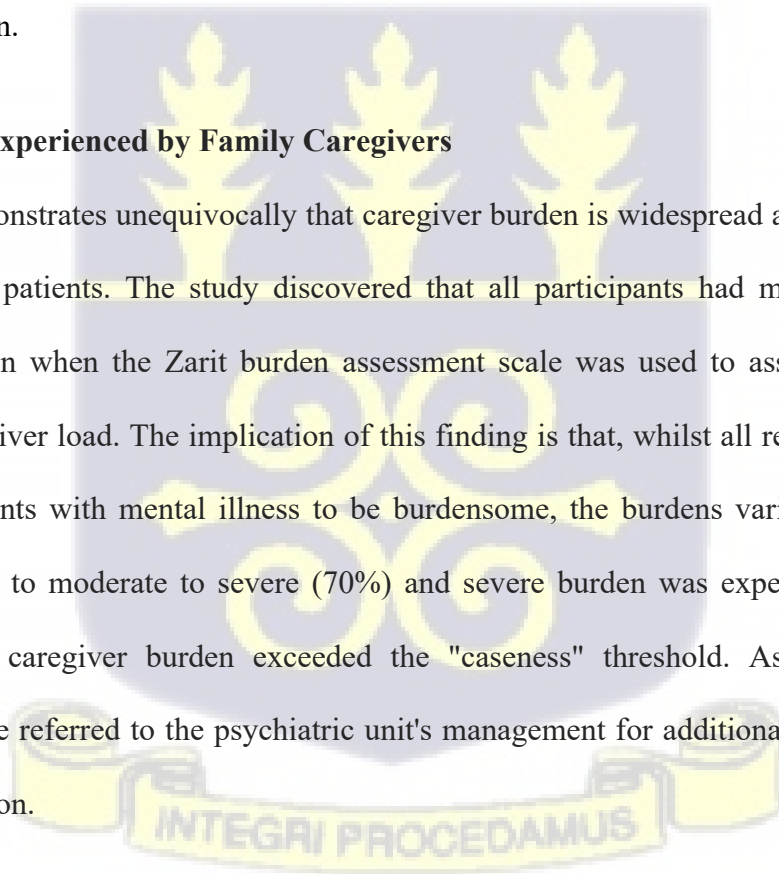 n.
xperienced by Family Caregivers
onstrates unequivocally that caregiver burden is widespread a
patients. The study discovered that all participants had m
n when the Zarit burden assessment scale was used to ass
iver load. The implication of this finding is that, whilst all re
nts with mental illness to be burdensome, the burdens vari
to moderate to severe (70%) and severe burden was expe
caregiver burden exceeded the "caseness" threshold. As
e referred to the psychiatric unit's management for additiona
on.
INTEGRI PROCEDAMUS